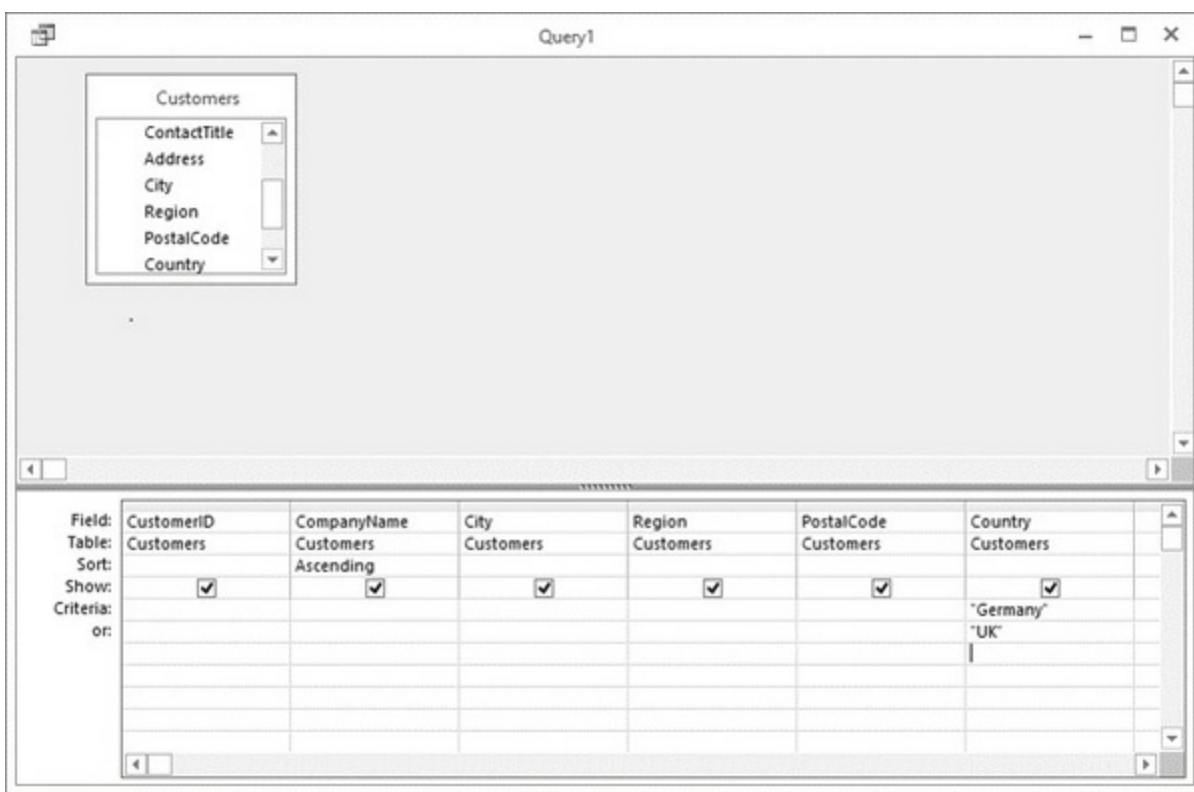 Query1
Customers
ContactTitle
Address
City
Region
PostalCode
Country
Field: CustomerID CompanyName City Region PostalCode Country
Table: Customers Customers Customers Customers Customers Customers
Sort: Ascending
Show:
Criteria: "Germany"
or: "UK"